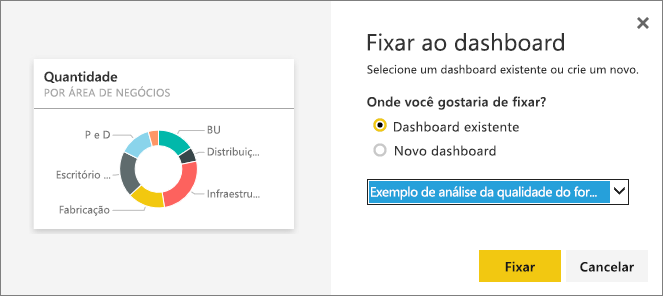 Quantidade
POR ÁREA DE NEGÓCIOS
P e D
BU
Distribuiç...
Escritório ...
Infraestru...
Fabricação
Fixar ao dashboard
Selecione um dashboard existente ou crie um novo.
Onde você gostaria de fixar?
Dashboard existente
Novo dashboard
Exemplo de análise da qualidade do for...
Fixar
Cancelar